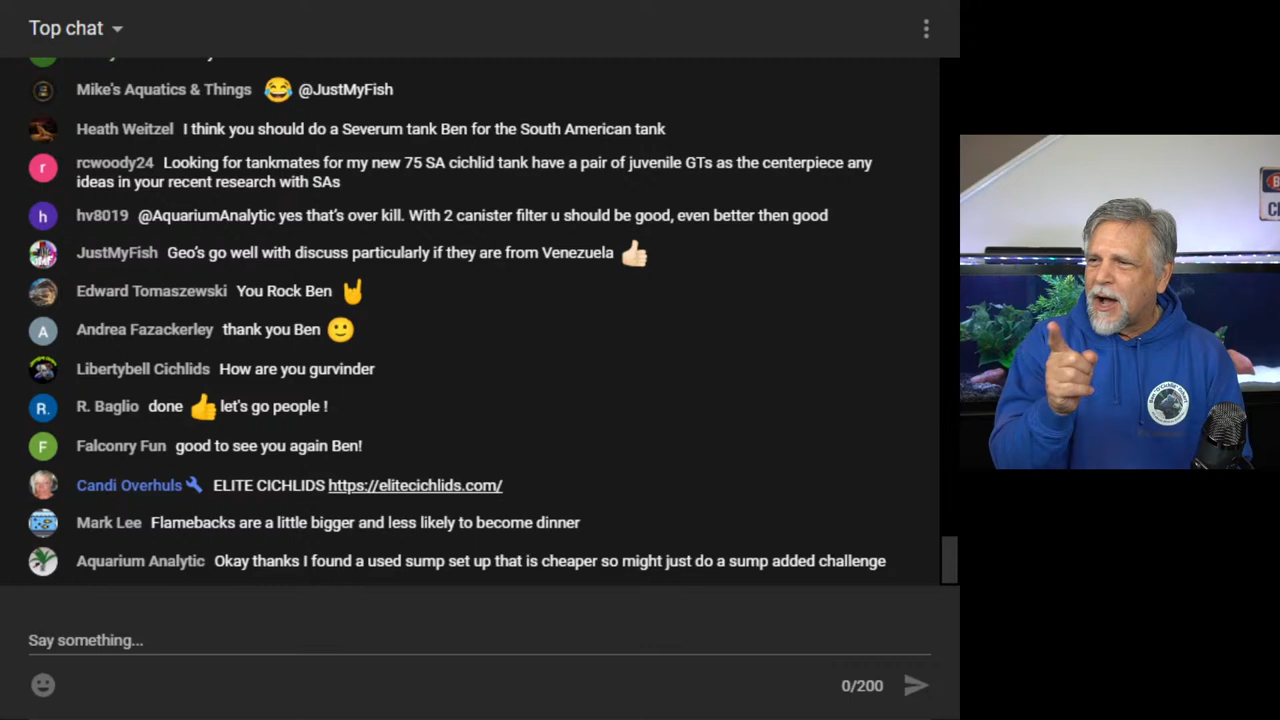 Top chat
Mike's Aquatics & Things 😂 @JustMyFish
Heath Weitzel I think you should do a Severum tank Ben for the South American tank
rcwoody24 Looking for tankmates for my new 75 SA cichlid tank have a pair of juvenile GTs as the centerpiece any
ideas in your recent research with SAs
hv8019 @AquariumAnalytic yes that's over kill. With 2 canister filter u should be good, even better then good
JustMyFish Geo's go well with discuss particularly if they are from Venezuela 👍🏻
Edward Tomaszewski You Rock Ben 🤘
Andrea Fazackerley thank you Ben 🙂
Libertybell Cichlids How are you gurvinder
R. Baglio done 👍 let's go people !
Falconry Fun good to see you again Ben!
Candi Overhuls ELITE CICHLIDS https://elitecichlids.com/
Mark Lee Flamebacks are a little bigger and less likely to become dinner
Aquarium Analytic Okay thanks I found a used sump set up that is cheaper so might just do a sump added challenge
Say something...
0/200